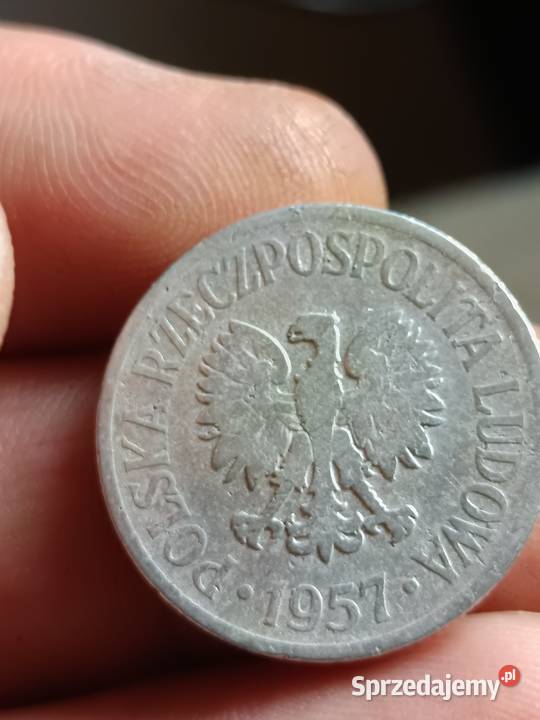 POLSKA RZECZPOSPOLITA LUDOWA
· 1957 ·
Sprzedajemy.pl